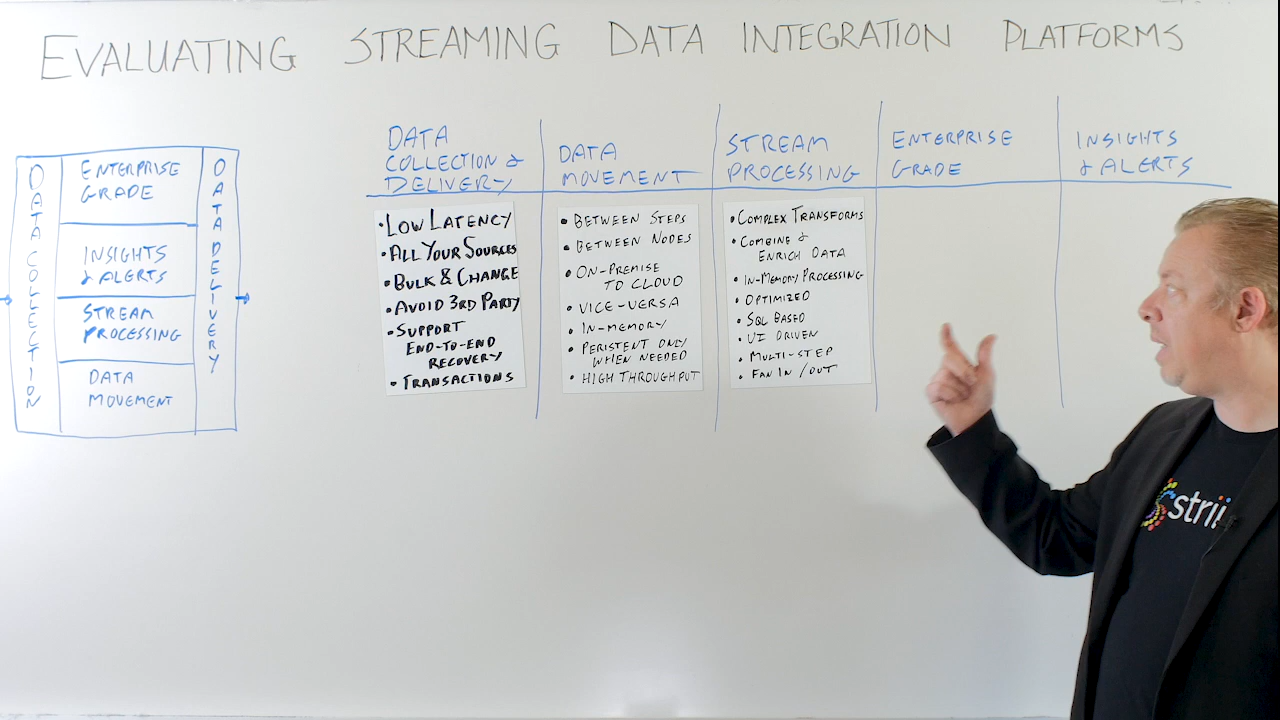 EVALUATING STREAMING DATA INTEGRATION PLATFORMS
DATA COLLECTION
ENTERPRISE
GRADE
INSIGHTS
& ALERTS
STREAM
PROCESSING
DATA
MOVEMENT
DATA DELIVERY
DATA
COLLECTION &
DELIVERY
• LOW LATENCY
• ALL YOUR SOURCES
• BULK & CHANGE
• AVOID 3RD PARTY
• SUPPORT
END-TO-END
RECOVERY
• TRANSACTIONS
DATA
MOVEMENT
• BETWEEN STEPS
• BETWEEN NODES
• ON-PREMISE
TO CLOUD
• VICE-VERSA
• IN-MEMORY
• PERISTENT ONLY
WHEN NEEDED
• HIGH THROUGHPUT
STREAM
PROCESSING
• COMPLEX TRANSFORMS
• COMBINE &
ENRICH DATA
• IN-MEMORY PROCESSING
• OPTIMIZED
• SQL BASED
• UI DRIVEN
• MULTI-STEP
• FAN IN / OUT
ENTERPRISE
GRADE
INSIGHTS
& ALERTS
strii